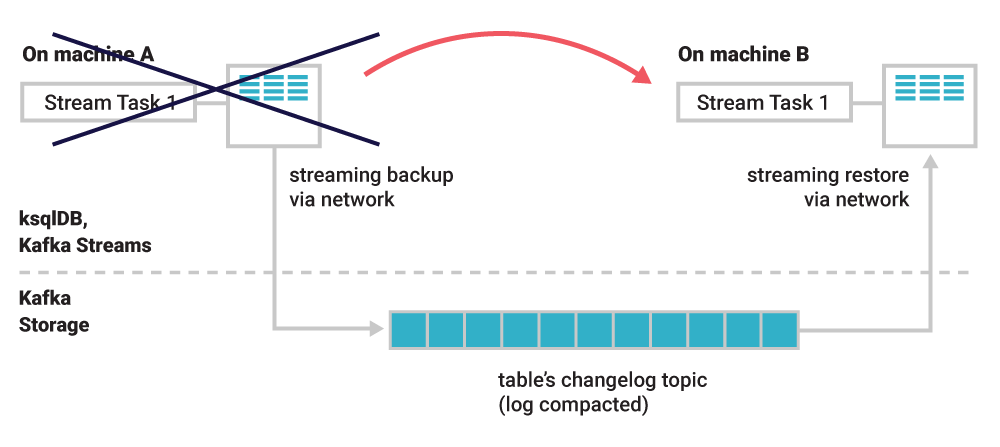 On machine A
Stream Task 1
On machine B
Stream Task 1
streaming backup
via network
streaming restore
via network
ksqlDB,
Kafka Streams
Kafka
Storage
table’s changelog topic
(log compacted)